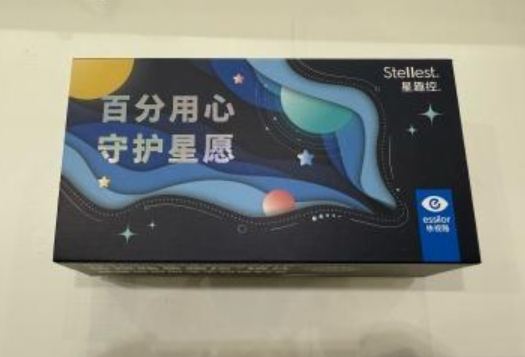 百分用心
守护星愿
Stellest.
星趣控
essilor
依视路